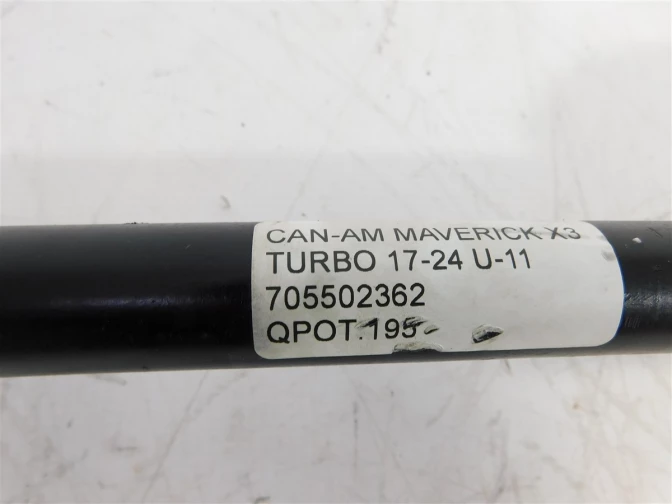 CAN-AM MAVERICK X3
TURBO 17-24 U-11
705502362
QPOT.195